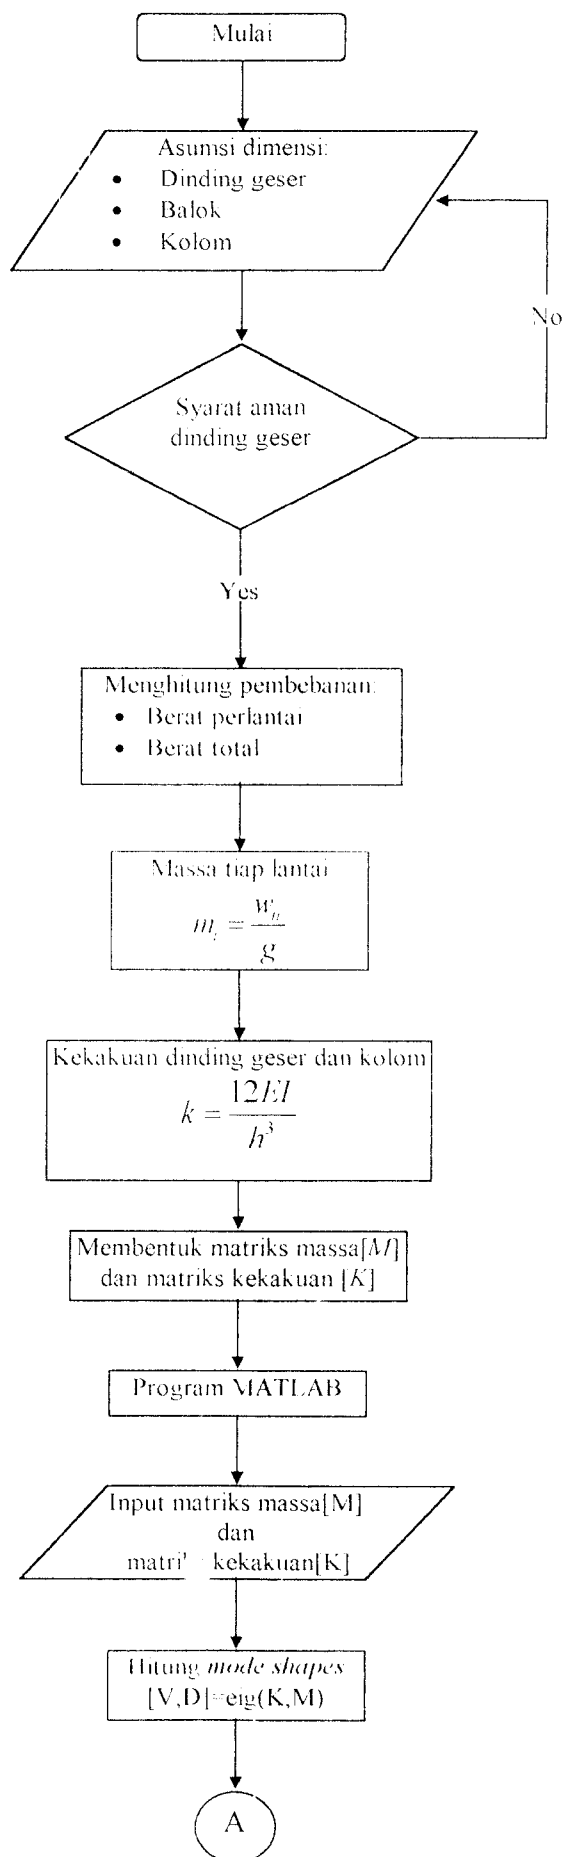 Mulai
Asumsi dimensi:
• Dinding geser
• Balok
• Kolom
No
Syarat aman
dinding geser
Yes
Menghitung pembebanan:
• Berat perlantai
• Berat total
Massa tiap lantai
m_i = w_n / g
Kekakuan dinding geser dan kolom
k = 12EI / h³
Membentuk matriks massa[M]
dan matriks kekakuan [K]
Program MATLAB
Input matriks massa[M]
dan
kekakuan[K]
Hitung mode shapes
[V,D]=eig(K,M)
A